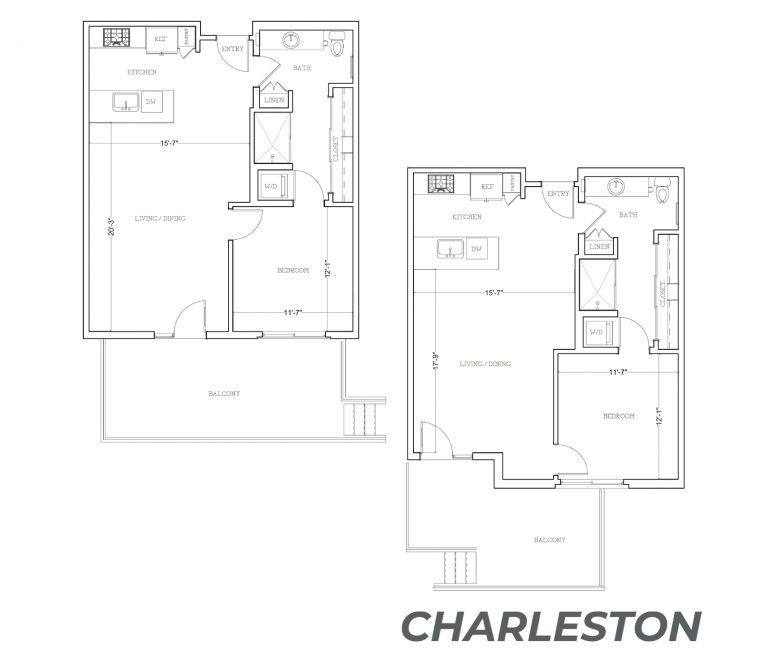 REF
PANTRY
ENTRY
BATH
KITCHEN
DW
LINEN
15'-7"
CLOSET
W/D
LIVING / DINING
20'-3"
BEDROOM
12'-1"
11'-7"
BALCONY
REF
PANTRY
ENTRY
BATH
KITCHEN
DW
LINEN
15'-7"
CLOSET
W/D
LIVING / DINING
17'-9"
11'-7"
BEDROOM
12'-1"
BALCONY
CHARLESTON